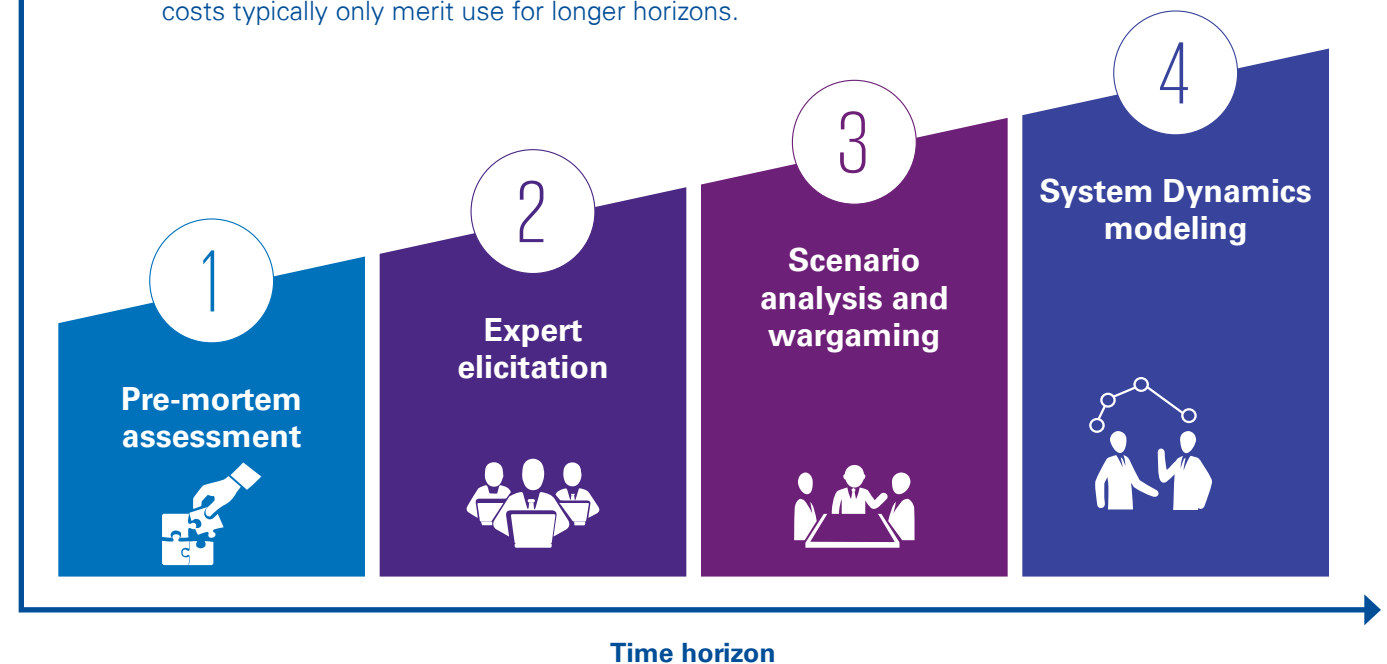 costs typically only merit use for longer horizons.
1
Pre-mortem
assessment
2
Expert
elicitation
3
Scenario
analysis and
wargaming
4
System Dynamics
modeling
Time horizon